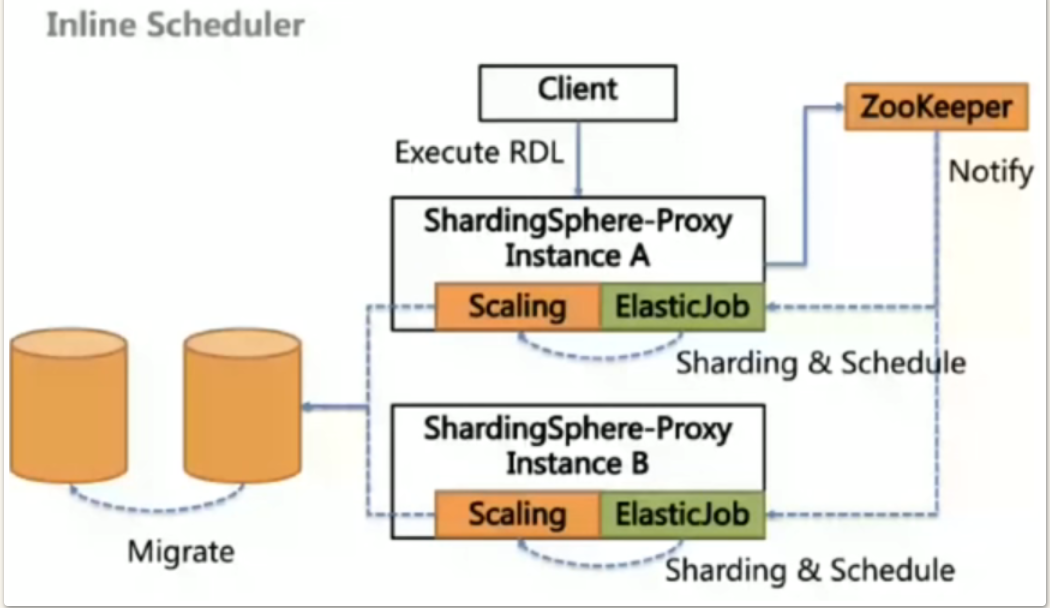 Inline Scheduler
Client
ZooKeeper
Execute RDL
Notify
ShardingSphere-Proxy
Instance A
Scaling
ElasticJob
Sharding & Schedule
ShardingSphere-Proxy
Instance B
Scaling
ElasticJob
Migrate
Sharding & Schedule